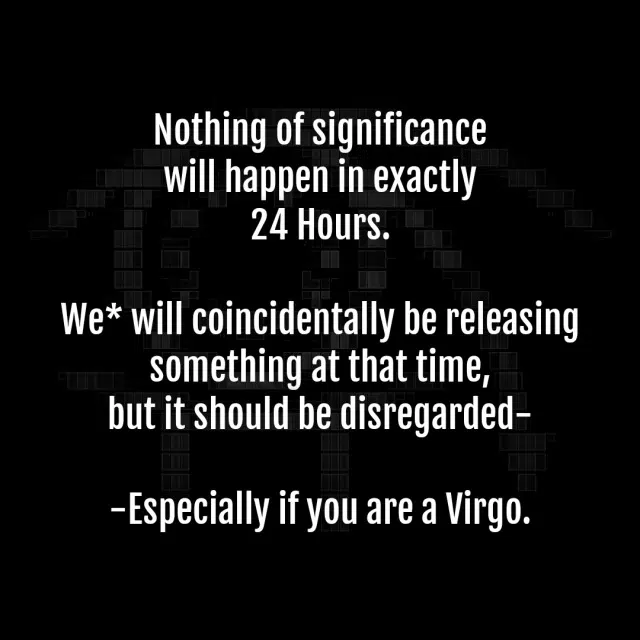 Nothing of significance
will happen in exactly
24 Hours.
We* will coincidentally be releasing
something at that time,
but it should be disregarded-
-Especially if you are a Virgo.